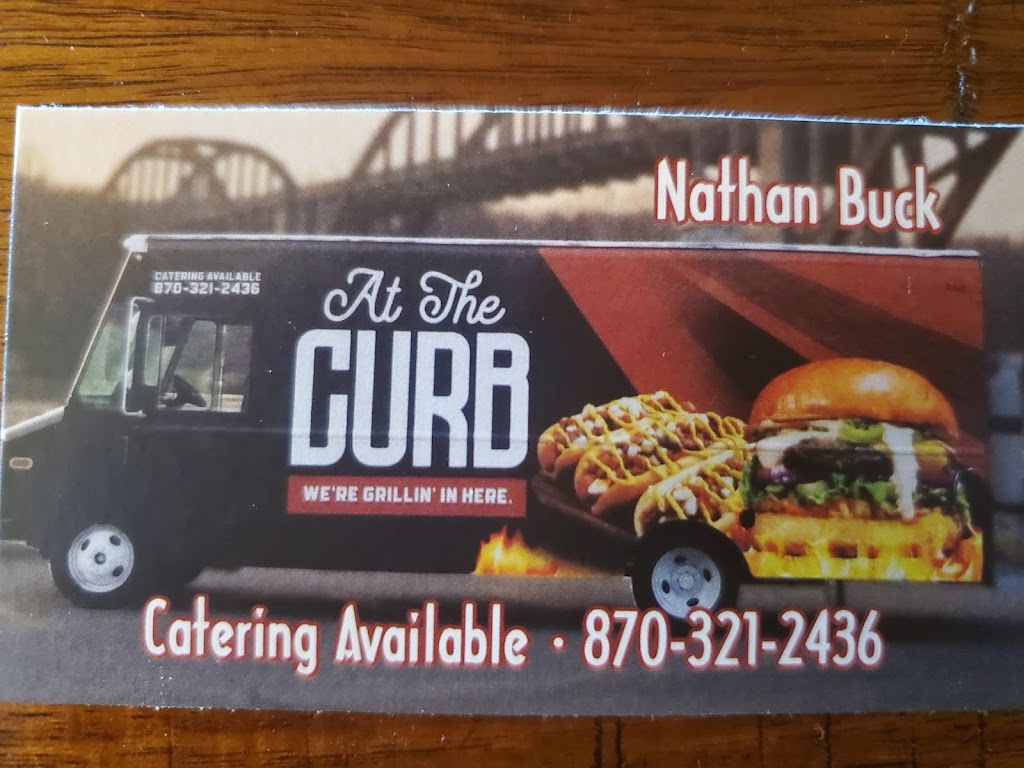 Nathan Buck
CATERING AVAILABLE
870-321-2436
At The
CURB
WE'RE GRILLIN' IN HERE.
Catering Available · 870-321-2436